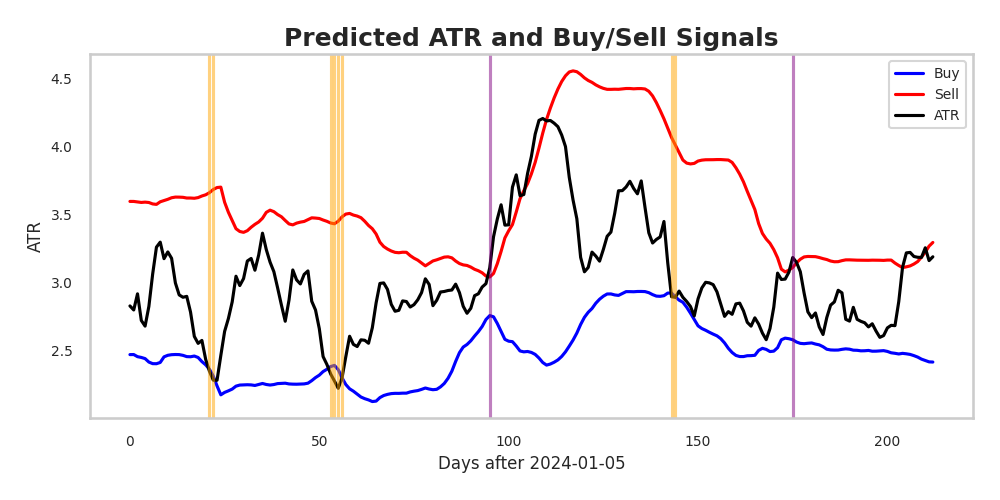 Predicted ATR and Buy/Sell Signals
Buy
Sell
ATR
4.5
4.0
3.5
3.0
2.5
ATR
0 50 100 150 200
Days after 2024-01-05